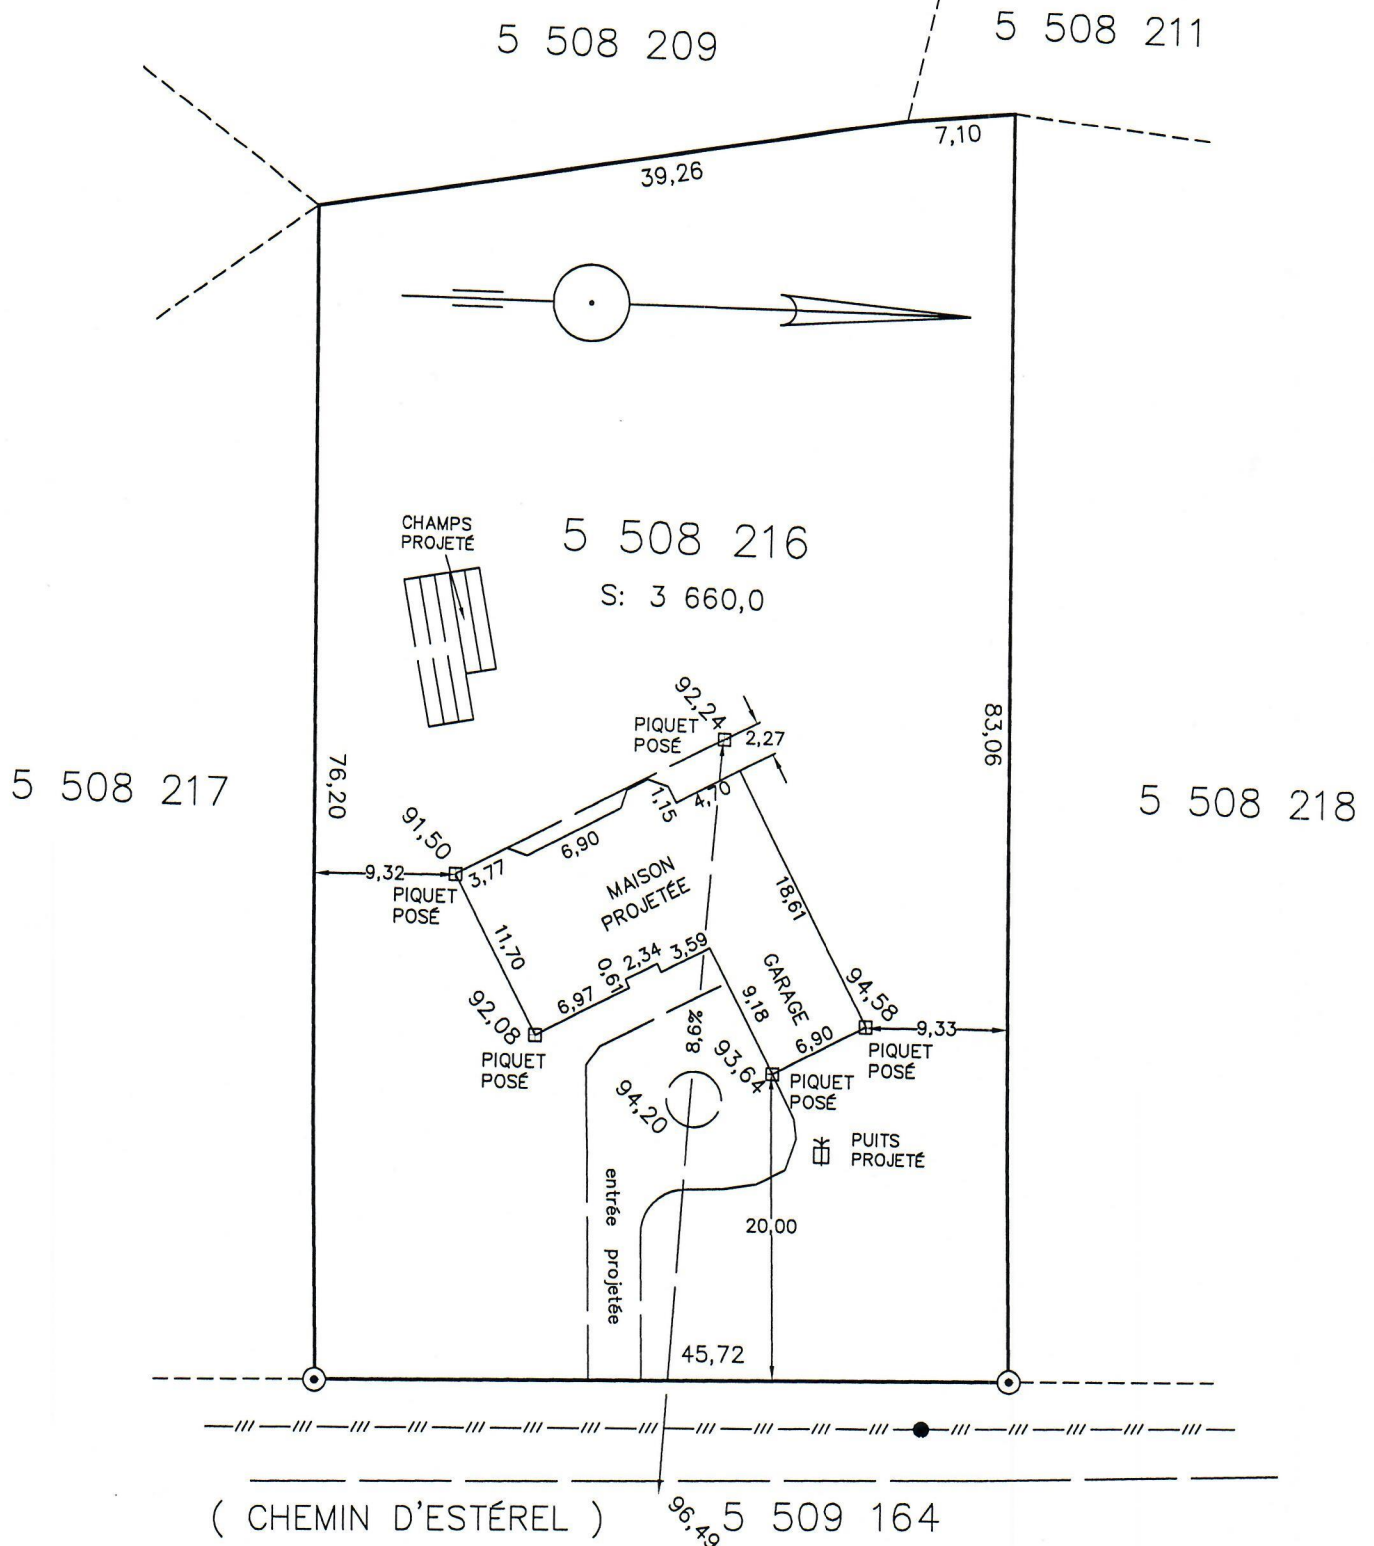 5 508 209
5 508 211
7,10
39,26
CHAMPS
PROJETÉ
5 508 216
S: 3 660,0
92,24
PIQUET
POSÉ
2,27
83,06
76,20
5 508 217
5 508 218
4,70
1,15
6,90
91,50
9,32
3,77
PIQUET
POSÉ
MAISON
PROJETÉE
18,61
11,70
3,59
2,34
0,61
6,97
GARAGE
9,18
94,58
92,08
6,90
9,33
PIQUET
POSÉ
PIQUET
POSÉ
8,6%
93,64
PIQUET
POSÉ
94,20
PUITS
PROJETÉ
entrée projetée
20,00
45,72
( CHEMIN D'ESTÉREL )
96,49
5 509 164